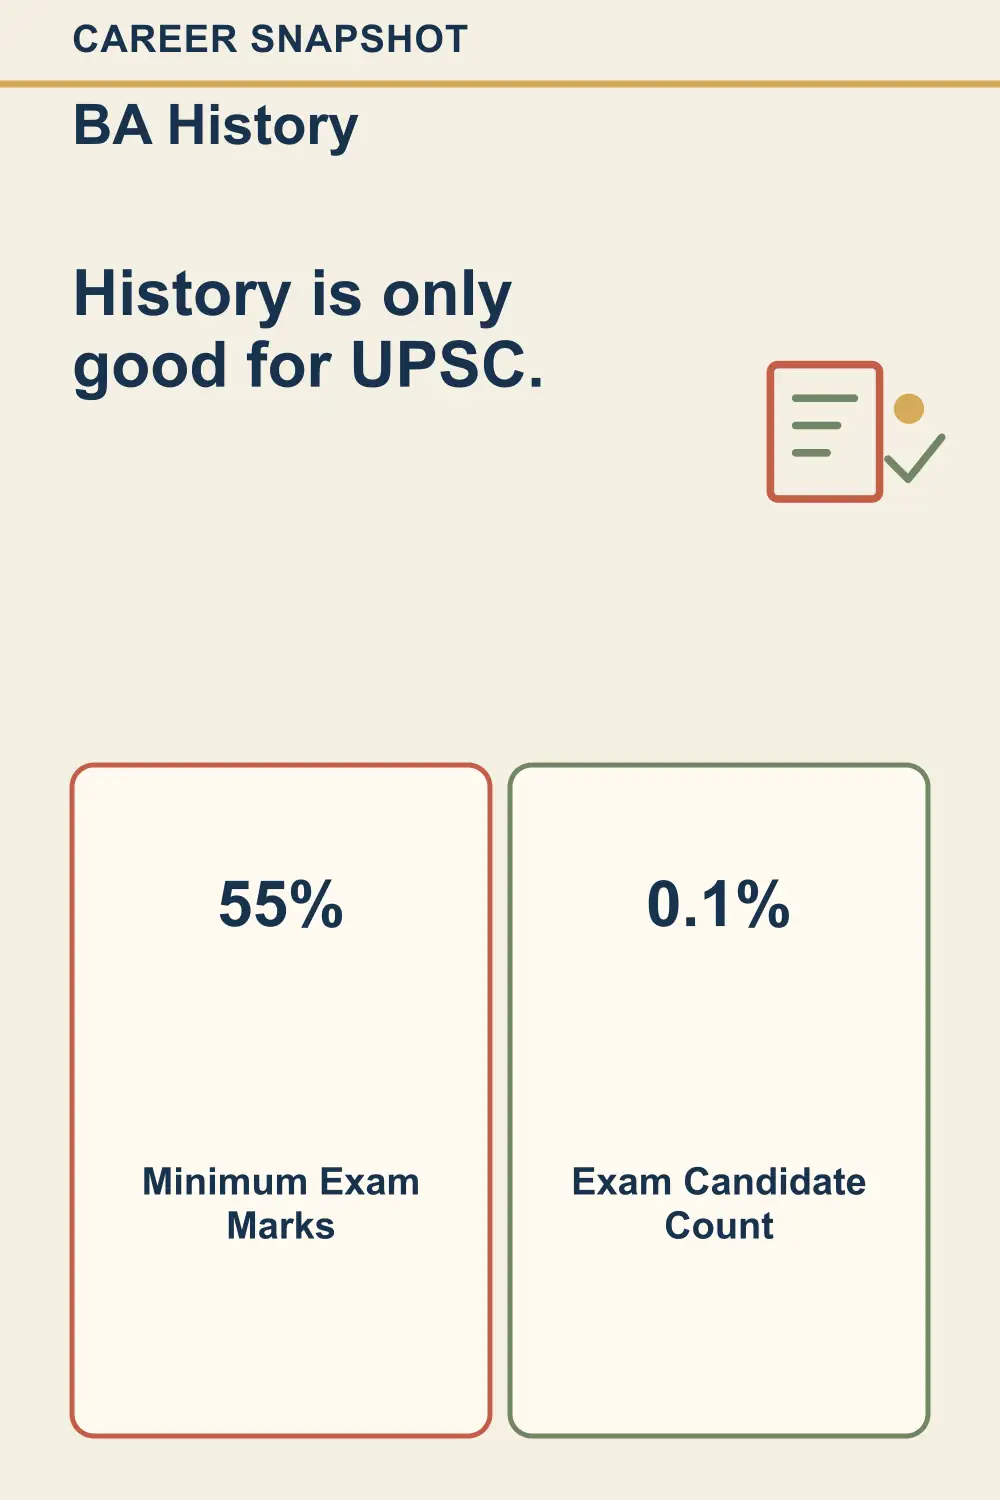 CAREER SNAPSHOT
BA History
History is only
good for UPSC.
55%
Minimum Exam
Marks
0.1%
Exam Candidate
Count